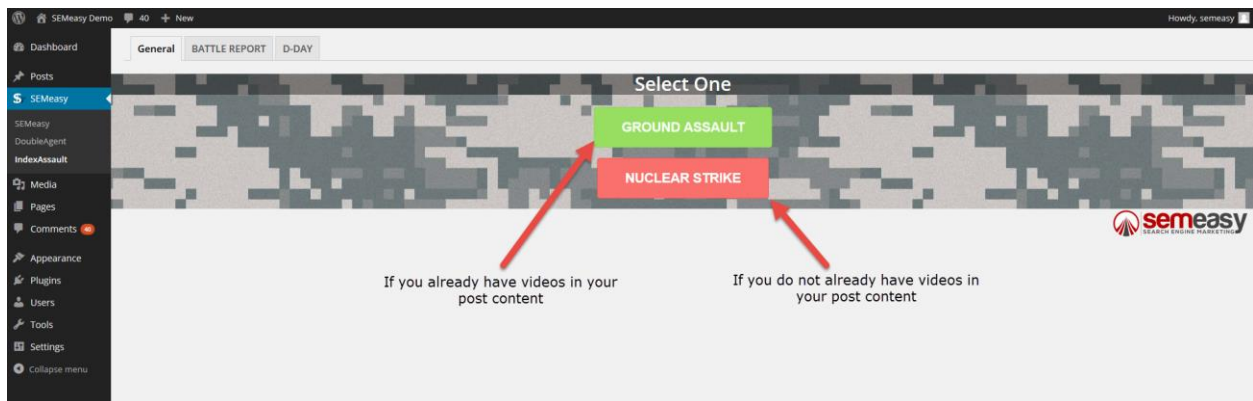 SEMeasy Demo 40 + New
Howdy, semeasy
Dashboard
Posts
SEMeasy
SEMeasy
DoubleAgent
IndexAssault
Media
Pages
Comments 40
Appearance
Plugins
Users
Tools
Settings
Collapse menu
General BATTLE REPORT D-DAY
Select One
GROUND ASSAULT
NUCLEAR STRIKE
semeasy
SEARCH ENGINE MARKETING
If you already have videos in your
post content
If you do not already have videos in
your post content